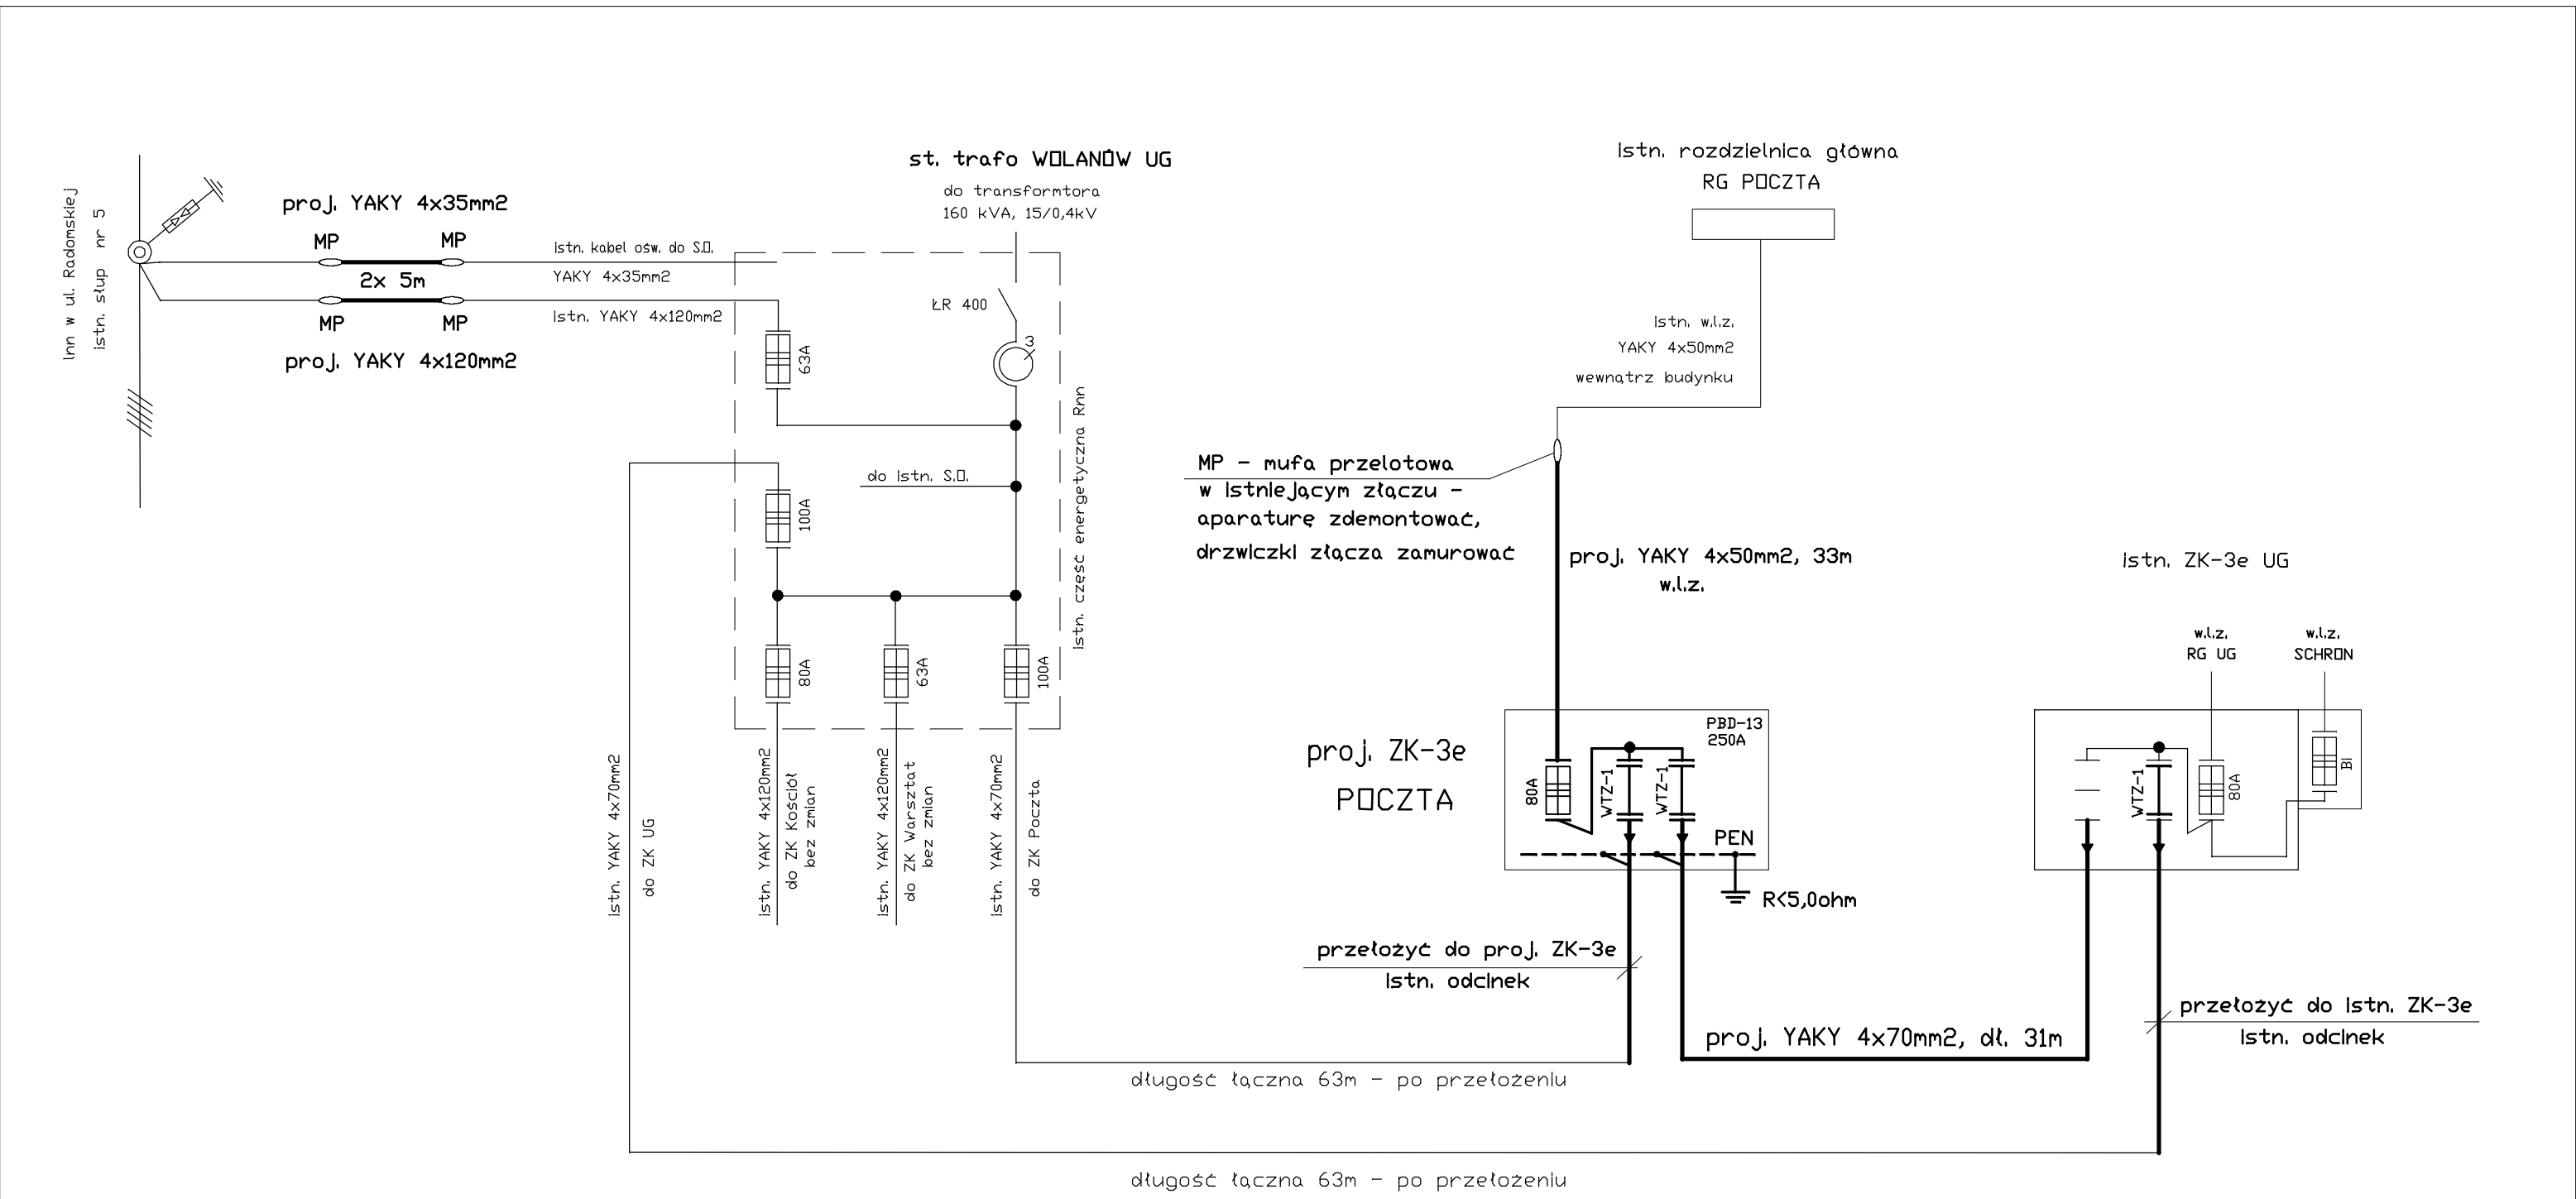 lnn w ul. Radomskiej
istn. słup nr 5
proj. YAKY 4x35mm2
MP
MP
2x 5m
MP
MP
proj. YAKY 4x120mm2
istn. kabel ośw. do S.O.
YAKY 4x35mm2
istn. YAKY 4x120mm2
st. trafo WOLANÓW UG
do transformtora
160 kVA, 15/0,4kV
ŁR 400
3
63A
do istn. S.O.
100A
80A
63A
100A
istn. część energetyczna Rnn
istn. YAKY 4x70mm2
do ZK UG
istn. YAKY 4x120mm2
do ZK Kościół
bez zmian
istn. YAKY 4x120mm2
do ZK Warsztat
bez zmian
istn. YAKY 4x70mm2
do ZK Poczta
istn. rozdzielnica główna
RG POCZTA
istn. w.l.z.
YAKY 4x50mm2
wewnątrz budynku
MP - mufa przelotowa
w istniejącym złączu -
aparaturę zdemontować,
drzwiczki złącza zamurować
proj. YAKY 4x50mm2, 33m
w.l.z.
proj. ZK-3e
POCZTA
PBD-13
250A
80A
WTZ-1
WTZ-1
PEN
R<5,0ohm
przełożyć do proj. ZK-3e
istn. odcinek
istn. ZK-3e UG
w.l.z.
RG UG
w.l.z.
SCHRON
WTZ-1
80A
Bi
proj. YAKY 4x70mm2, dł. 31m
przełożyć do istn. ZK-3e
istn. odcinek
długość łączna 63m - po przełożeniu
długość łączna 63m - po przełożeniu